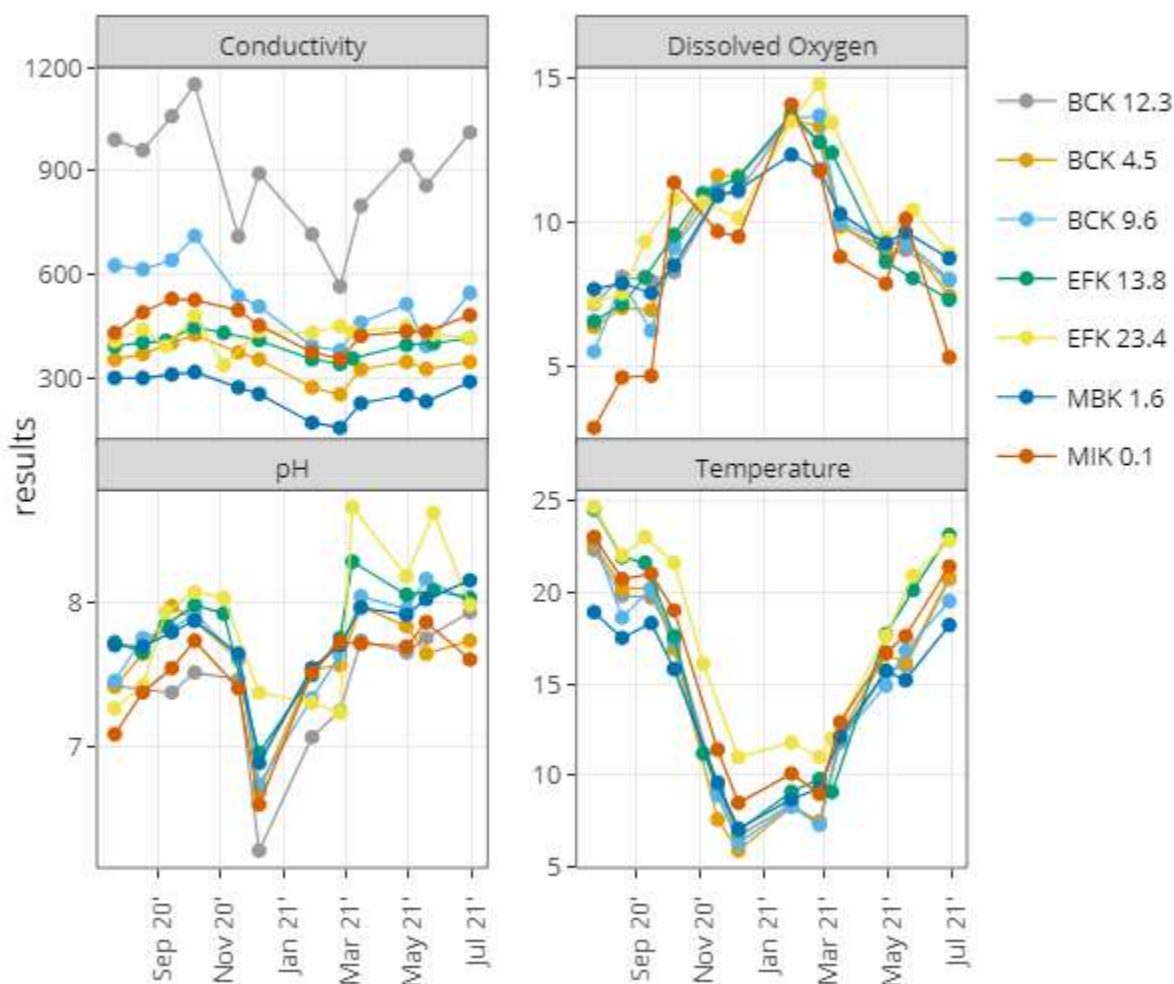 Conductivity
Dissolved Oxygen
1200
900
600
300
15
10
5
BCK 12.3
BCK 4.5
BCK 9.6
EFK 13.8
EFK 23.4
MBK 1.6
MIK 0.1
results
pH
Temperature
8
7
25
20
15
10
5
Sep 20'
Nov 20'
Jan 21'
Mar 21'
May 21'
Jul 21'
Sep 20'
Nov 20'
Jan 21'
Mar 21'
May 21'
Jul 21'